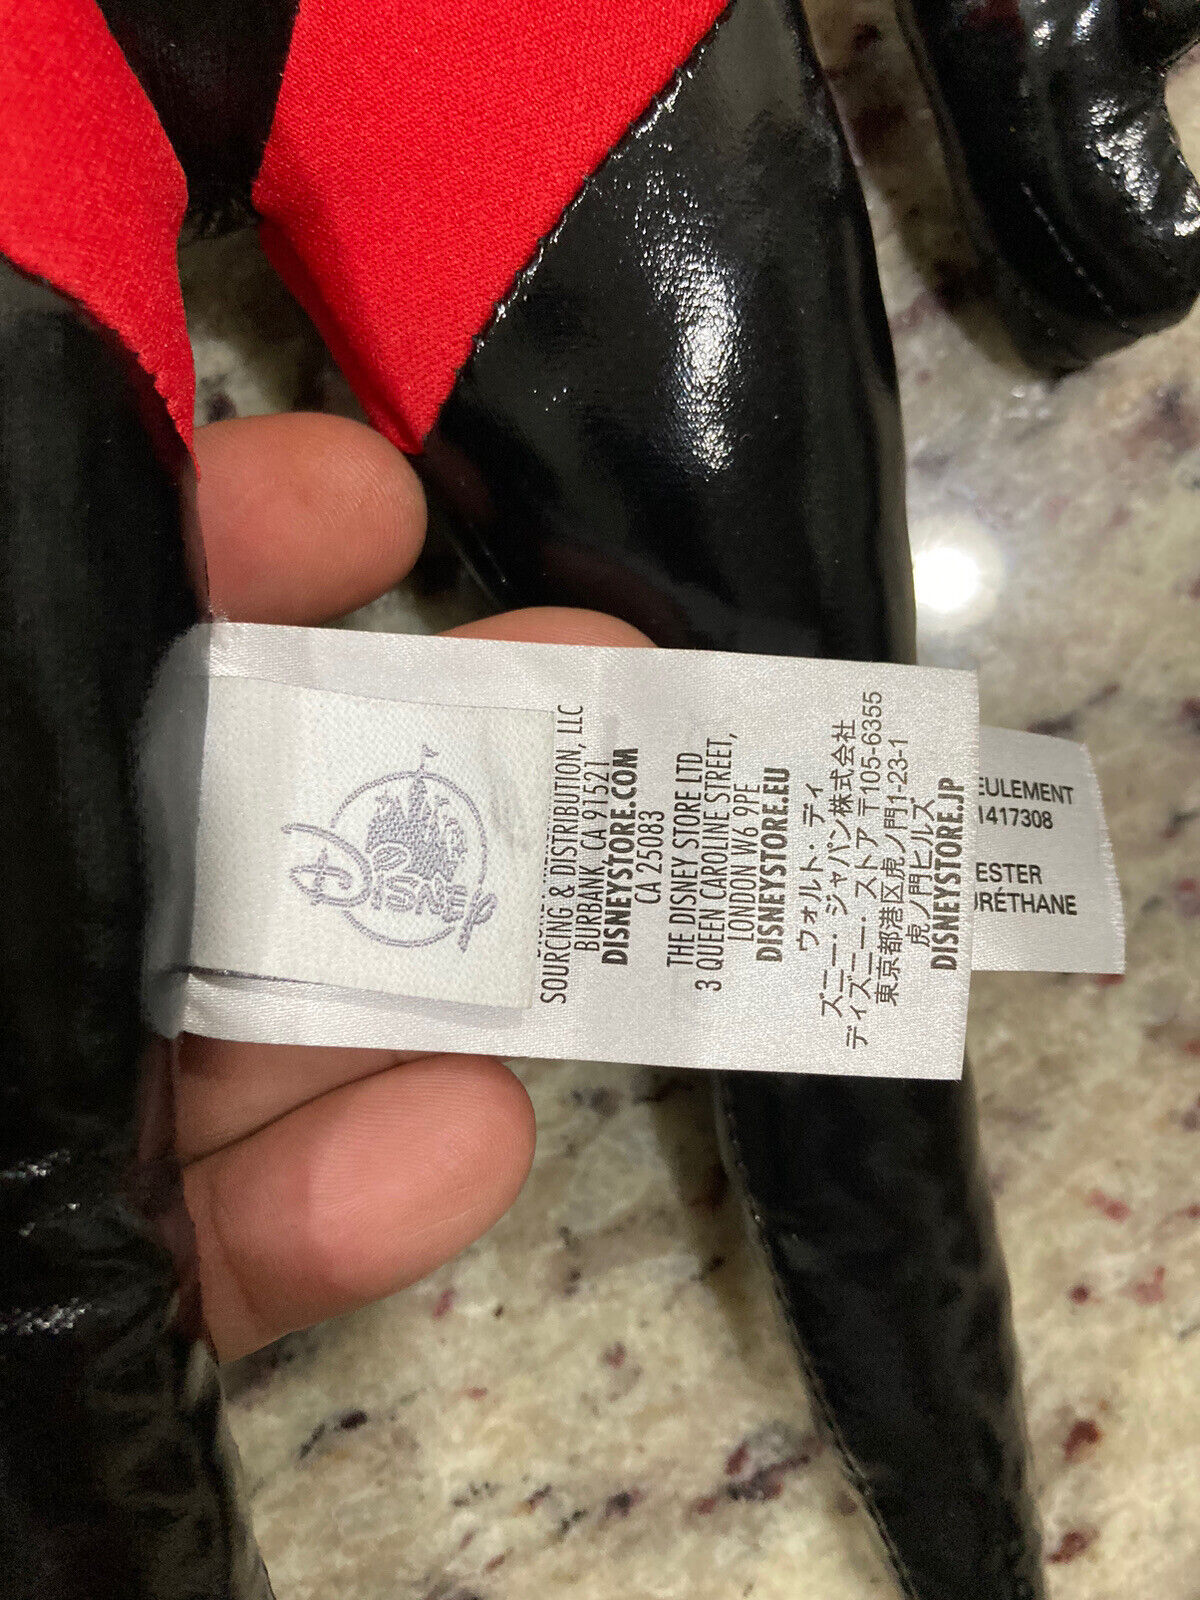 Disney
SOURCING & DISTRIBUTION, LLC
BURBANK, CA 91521
DISNEYSTORE.COM
CA 25083
THE DISNEY STORE LTD
3 QUEEN CAROLINE STREET,
LONDON W6 9PE
DISNEYSTORE.EU
ウォルト・ディ
ズニー・ジャパン株式会社
ディズニー・ストア 〒105-6355
東京都港区虎ノ門1-23-1
虎ノ門ヒルズ
DISNEYSTORE.JP
EULEMENT
1417308
ESTER
URÉTHANE